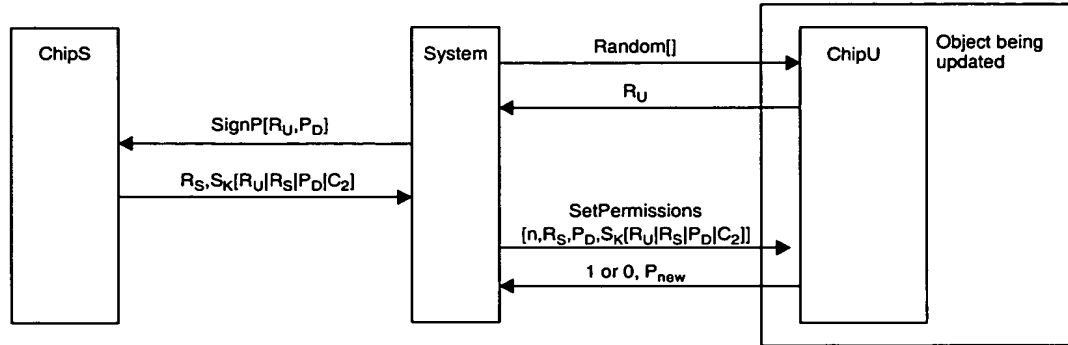 ChipS
System
ChipU
Object being
updated
Random[]
R_U
SignP[R_U,P_D]
R_S,S_K[R_U|R_S|P_D|C_2]
SetPermissions
[n,R_S,P_D,S_K[R_U|R_S|P_D|C_2]]
1 or 0, P_new